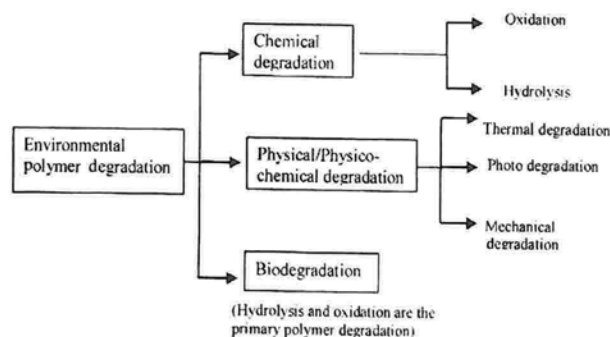 Chemical
degradation
Oxidation
Hydrolysis
Environmental
polymer degradation
Physical/Physico-
chemical degradation
Thermal degradation
Photo degradation
Mechanical
degradation
Biodegradation
(Hydrolysis and oxidation are the
primary polymer degradation)